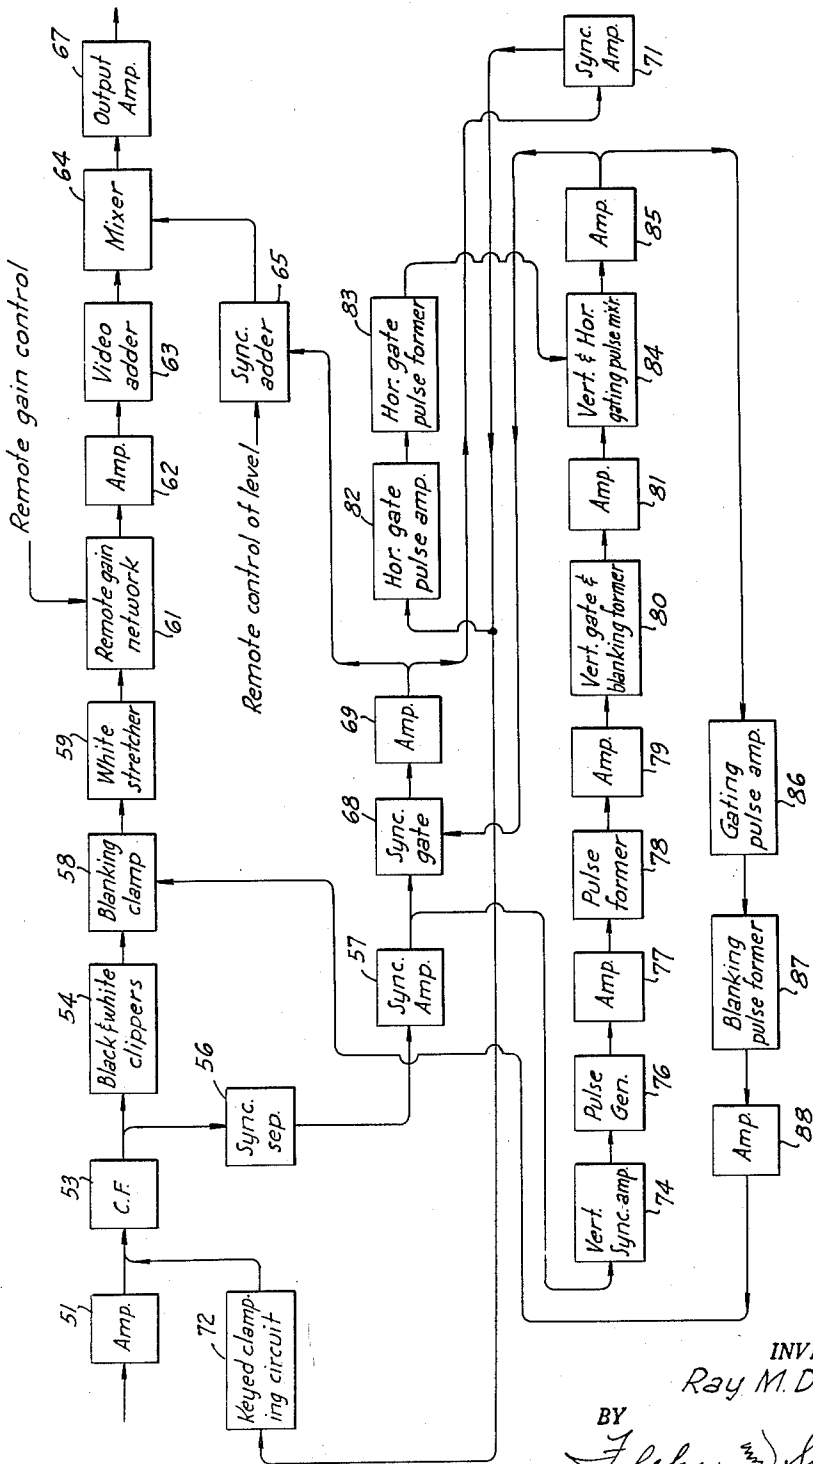 Remote gain control
51
Amp.
53
C.F.
54
Black & white
clippers
58
Blanking
clamp
59
White
stretcher
Remote gain
network
61
Amp.
62
Video
adder
63
64
Mixer
67
Output
Amp.
72
Keyed clamp-
ing circuit
56
Sync.
sep.
57
Sync.
Amp.
68
Sync.
gate
69
Amp.
Remote control of level
Sync.
adder
65
82
Hor. gate
pulse amp.
83
Hor. gate
pulse former
Sync.
Amp.
71
Vert.
Sync. amp.
74
Pulse
Gen.
76
Amp.
77
Pulse
former
78
Amp.
79
Vert. gate &
blanking former
80
Amp.
81
Vert. & Hor.
gating pulse mxr.
84
Amp.
85
Gating
pulse amp.
86
Blanking
pulse former
87
Amp.
88
INV
Ray M. D
BY